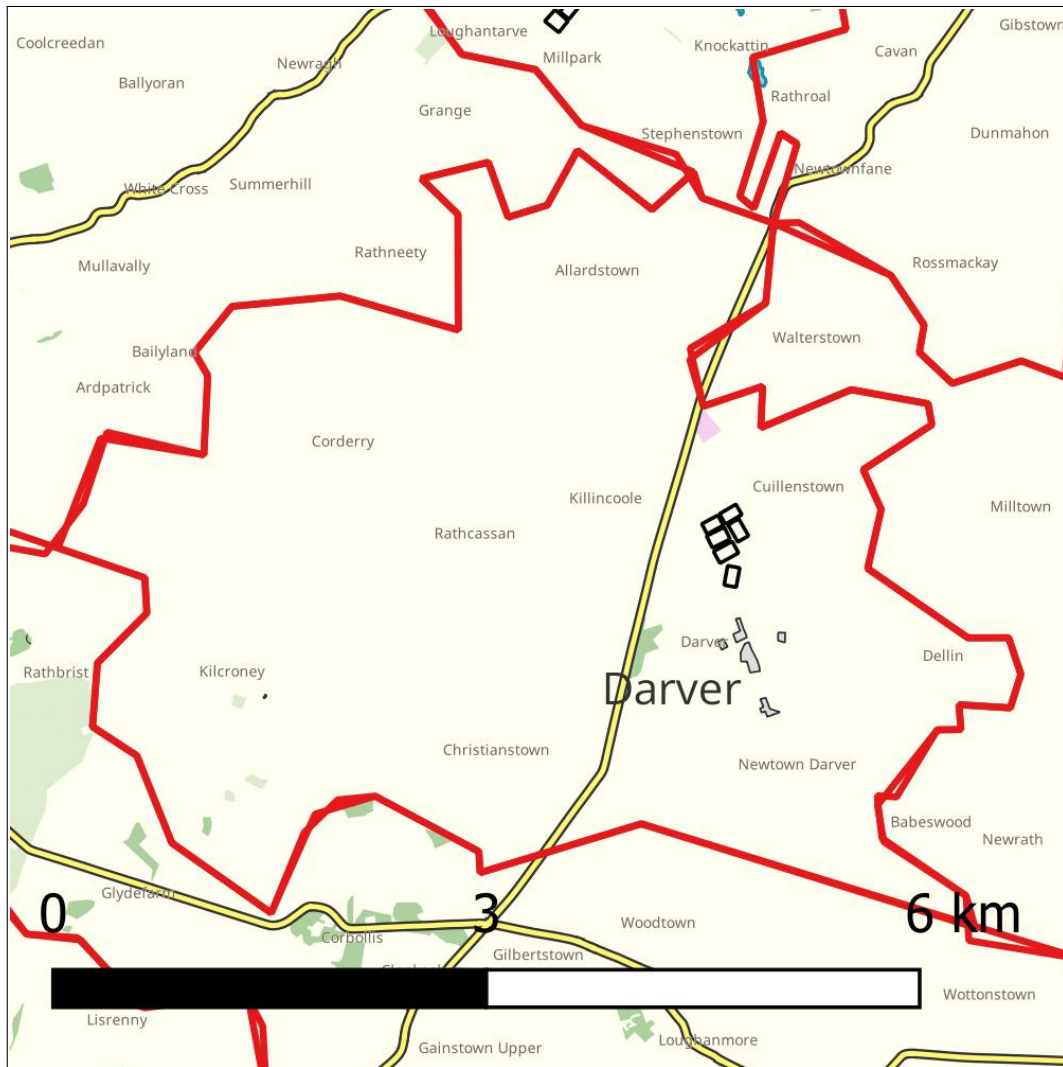 Gibstown
Loughantarve
Coolcreedan
Knockattin
Cavan
Millpark
Newragh
Ballyoran
Rathroal
Grange
Stephenstown
Dunmahon
Newtownfane
Summerhill
White Cross
Rathneety
Rossmackay
Mullavally
Allardstown
Walterstown
Bailyland
Ardpatrick
Corderry
Cuillenstown
Killincoole
Milltown
Rathcassan
Darver
Dellin
Rathbrist
Kilcroney
Darver
Christianstown
Newtown Darver
Babeswood
Newrath
Glydefarm
0 3 6 km
Woodtown
Corbollis
Gilbertstown
Wottonstown
Lisrenny
Loughanmore
Gainstown Upper